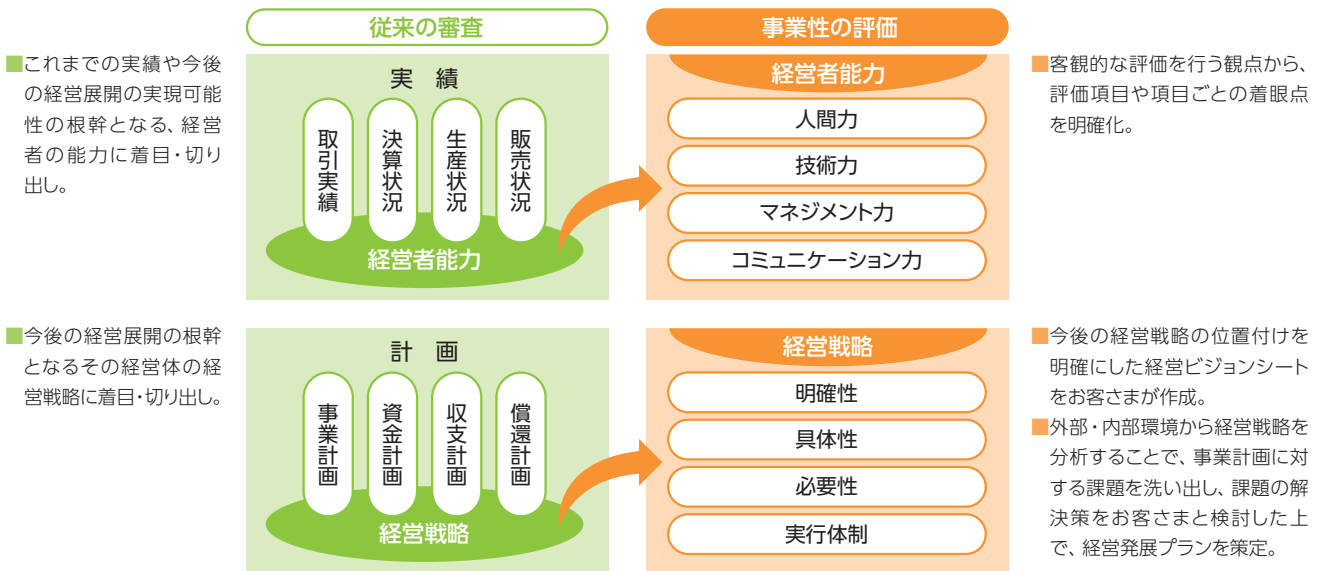 従来の審査
事業性の評価
■これまでの実績や今後
の経営展開の実現可能
性の根幹となる、経営
者の能力に着目・切り
出し。
実 績
取引実績
決算状況
生産状況
販売状況
経営者能力
経営者能力
人間力
技術力
マネジメント力
コミュニケーション力
■客観的な評価を行う観点から、
評価項目や項目ごとの着眼点
を明確化。
■今後の経営展開の根幹
となるその経営体の経
営戦略に着目・切り出し。
計 画
事業計画
資金計画
収支計画
償還計画
経営戦略
経営戦略
明確性
具体性
必要性
実行体制
■今後の経営戦略の位置付けを
明確にした経営ビジョンシート
をお客さまが作成。
■外部・内部環境から経営戦略を
分析することで、事業計画に対
する課題を洗い出し、課題の解
決策をお客さまと検討した上
で、経営発展プランを策定。